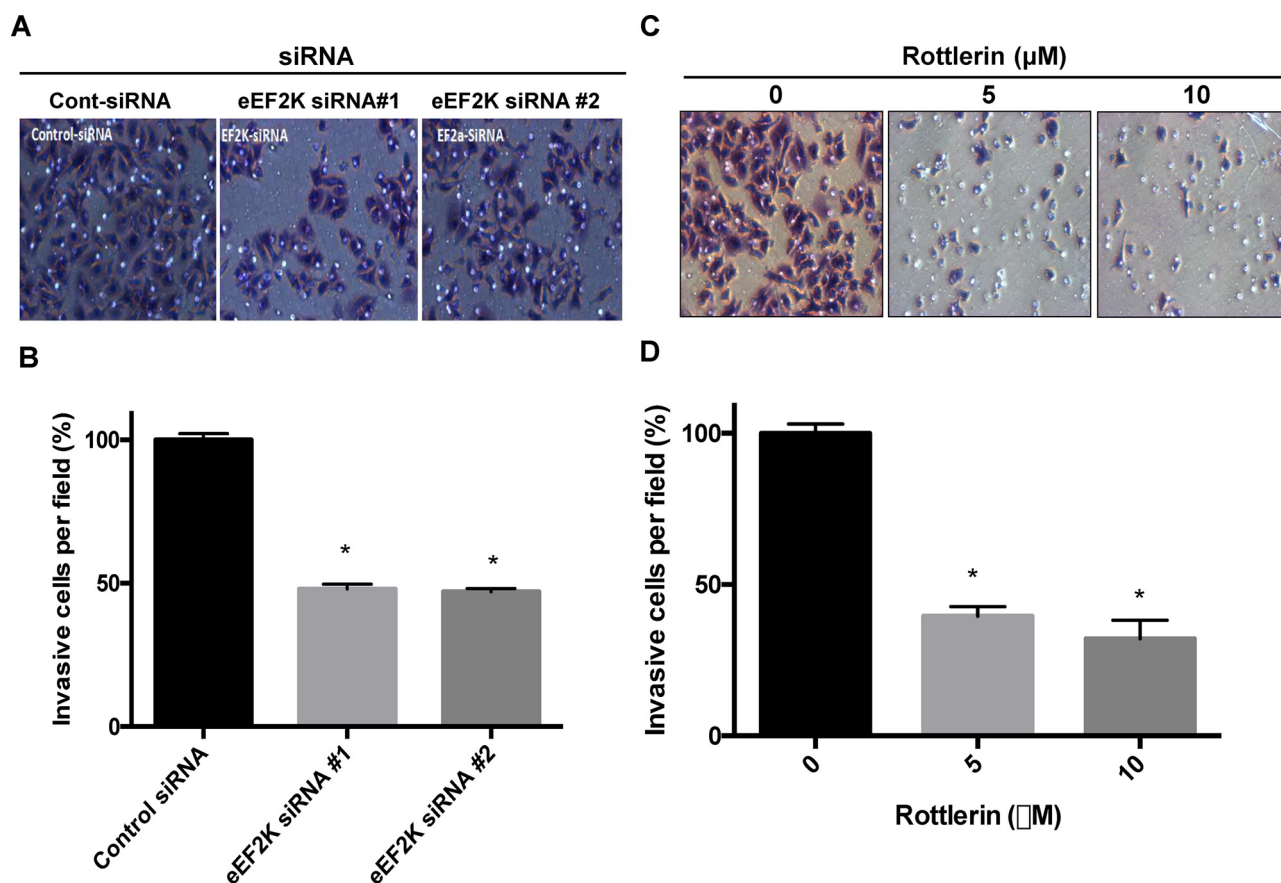 A
siRNA
Cont-siRNA eEF2K siRNA#1 eEF2K siRNA #2
Control-siRNA EF2K-siRNA EF2a-SiRNA
B
Invasive cells per field (%)
100
50
0
*
*
Control siRNA
eEF2K siRNA #1
eEF2K siRNA #2
C
Rottlerin (µM)
0 5 10
D
Invasive cells per field (%)
100
50
0
*
*
0
5
10
Rottlerin (□M)